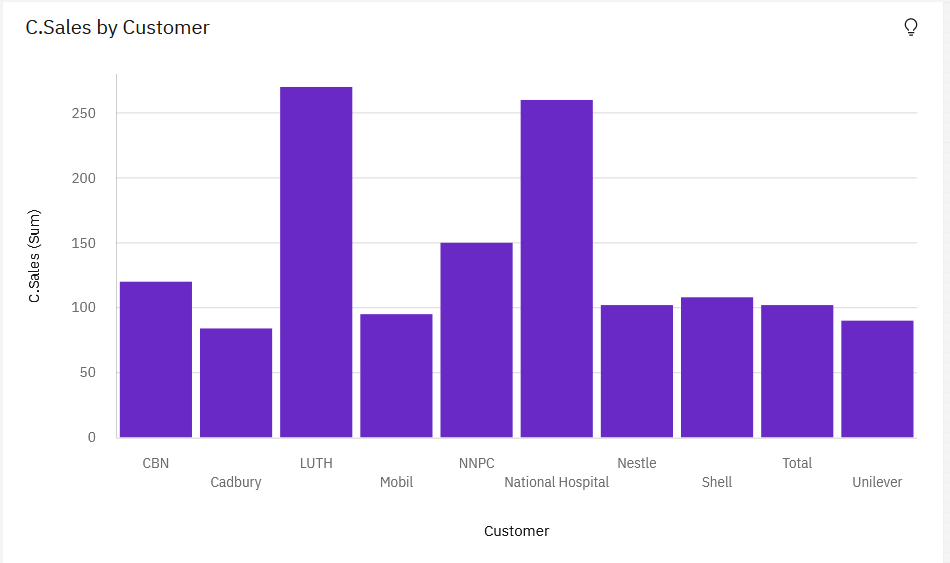 C.Sales by Customer
C.Sales (Sum)
250
200
150
100
50
0
CBN
Cadbury
LUTH
Mobil
NNPC
National Hospital
Nestle
Shell
Total
Unilever
Customer